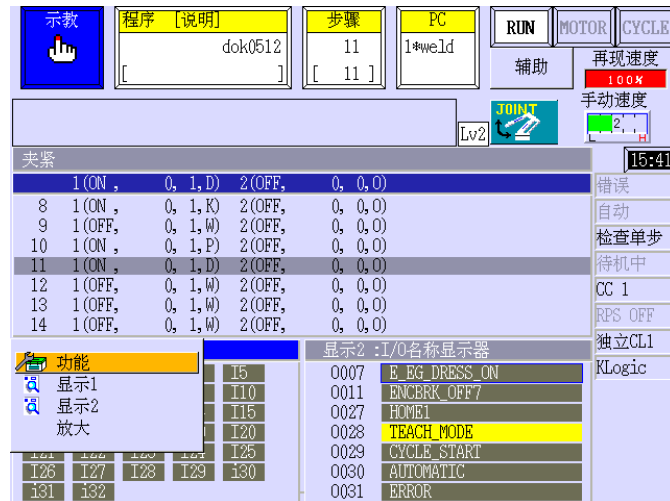 示教
程序 [说明]
dok0512
[ ]
步骤
11
[ 11 ]
PC
1*weld
RUN
MOTOR
CYCLE
辅助
再现速度
100%
手动速度
2
L H
Lv2
JOINT
夹紧
15:41
1(ON , 0, 1,D) 2(OFF, 0, 0,O)
8 1(ON , 0, 1,K) 2(OFF, 0, 0,O)
9 1(OFF, 0, 1,W) 2(OFF, 0, 0,O)
10 1(ON , 0, 1,P) 2(OFF, 0, 0,O)
11 1(ON , 0, 1,D) 2(OFF, 0, 0,O)
12 1(OFF, 0, 1,W) 2(OFF, 0, 0,O)
13 1(OFF, 0, 1,W) 2(OFF, 0, 0,O)
14 1(OFF, 0, 1,W) 2(OFF, 0, 0,O)
错误
自动
检查单步
待机中
CC 1
RPS OFF
独立CL1
KLogic
功能
显示1
显示2
放大
I5
I10
I15
I20
I25
I26 I27 I28 I29 i30
i31 i32
显示2 :I/O名称显示器
0007 E_EG_DRESS_ON
0011 ENCBRK_OFF7
0027 HOME1
0028 TEACH_MODE
0029 CYCLE_START
0030 AUTOMATIC
0031 ERROR